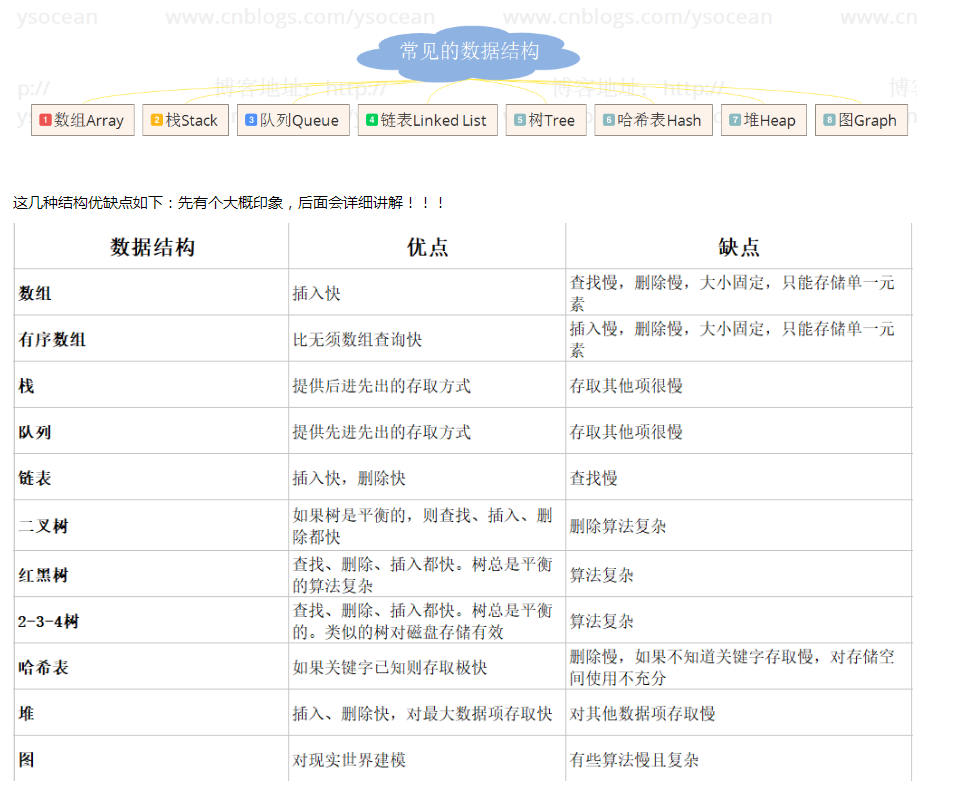 ysocean www.cnblogs.com/ysocean www.cnblogs.com/ysocean www.cn
常见的数据结构
p:// 博客地址：http:// 博客地址：http:// 博
1 数组Array 2 栈Stack 3 队列Queue 4 链表Linked List 5 树Tree 6 哈希表Hash 7 堆Heap 8 图Graph
这几种结构优缺点如下：先有个大概印象，后面会详细讲解！！！
数据结构 优点 缺点
数组 插入快 查找慢，删除慢，大小固定，只能存储单一元
素
有序数组 比无须数组查询快 插入慢，删除慢，大小固定，只能存储单一元
素
栈 提供后进先出的存取方式 存取其他项很慢
队列 提供先进先出的存取方式 存取其他项很慢
链表 插入快，删除快 查找慢
二叉树 如果树是平衡的，则查找、插入、删
除都快 删除算法复杂
红黑树 查找、删除、插入都快。树总是平衡
的算法复杂 算法复杂
2-3-4树 查找、删除、插入都快。树总是平衡
的。类似的树对磁盘存储有效 算法复杂
哈希表 如果关键字已知则存取极快 删除慢，如果不知道关键字存取慢，对存储空
间使用不充分
堆 插入、删除快，对最大数据项存取快 对其他数据项存取慢
图 对现实世界建模 有些算法慢且复杂